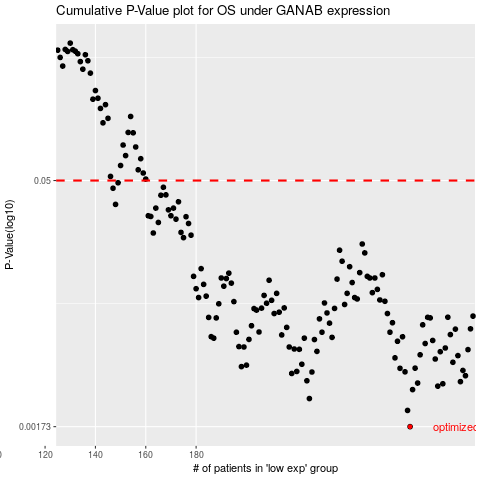 Cumulative P-Value plot for OS under GANAB expression
P-Value(log10)
0.05
0.00173
optimized
0 120 140 160 180
# of patients in 'low exp' group